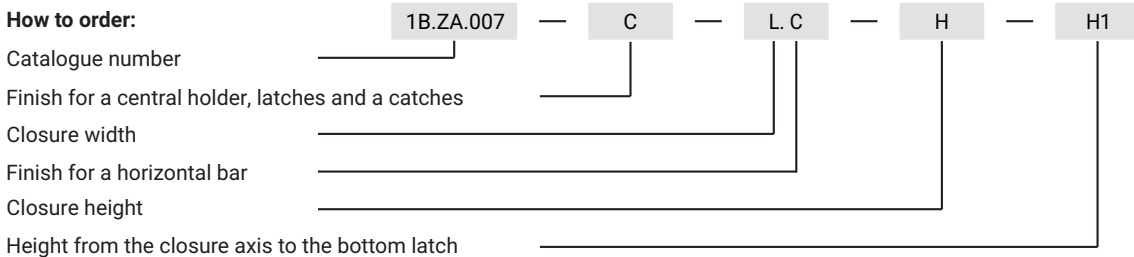 How to order: 1B.ZA.007 — C — L. C — H — H1
Catalogue number
Finish for a central holder, latches and a catches
Closure width
Finish for a horizontal bar
Closure height
Height from the closure axis to the bottom latch